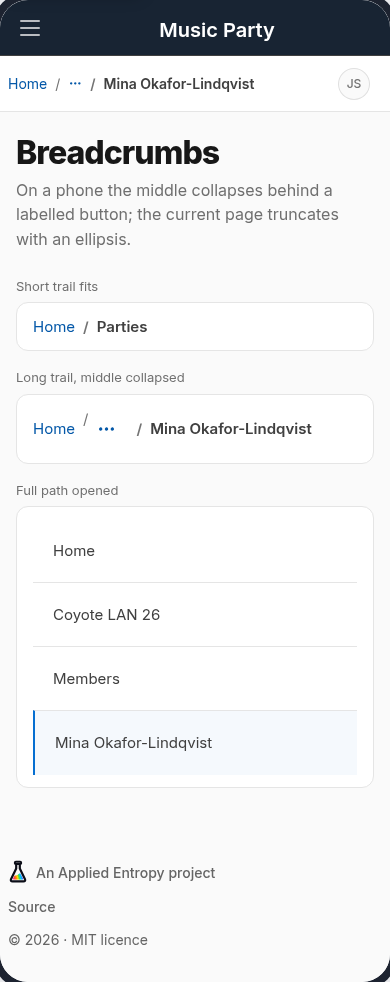 Music Party
Home / ··· / Mina Okafor-Lindqvist JS
Breadcrumbs
On a phone the middle collapses behind a
labelled button; the current page truncates
with an ellipsis.
Short trail fits
Home / Parties
Long trail, middle collapsed
Home / ··· / Mina Okafor-Lindqvist
Full path opened
Home
Coyote LAN 26
Members
Mina Okafor-Lindqvist
An Applied Entropy project
Source
© 2026 · MIT licence